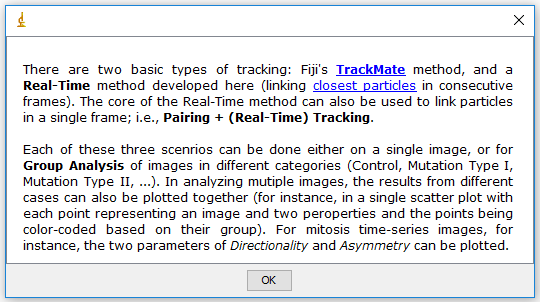 There are two basic types of tracking: Fiji's TrackMate method, and a
Real-Time method developed here (linking closest particles in consecutive
frames). The core of the Real-Time method can also be used to link particles
in a single frame; i.e., Pairing + (Real-Time) Tracking.
Each of these three scenrios can be done either on a single image, or for
Group Analysis of images in different categories (Control, Mutation Type I,
Mutation Type II, ...). In analyzing mutiple images, the results from different
cases can also be plotted together (for instance, in a single scatter plot with
each point representing an image and two peroperties and the points being
color-coded based on their group). For mitosis time-series images, for
instance, the two parameters of Directionality and Asymmetry can be plotted.
OK